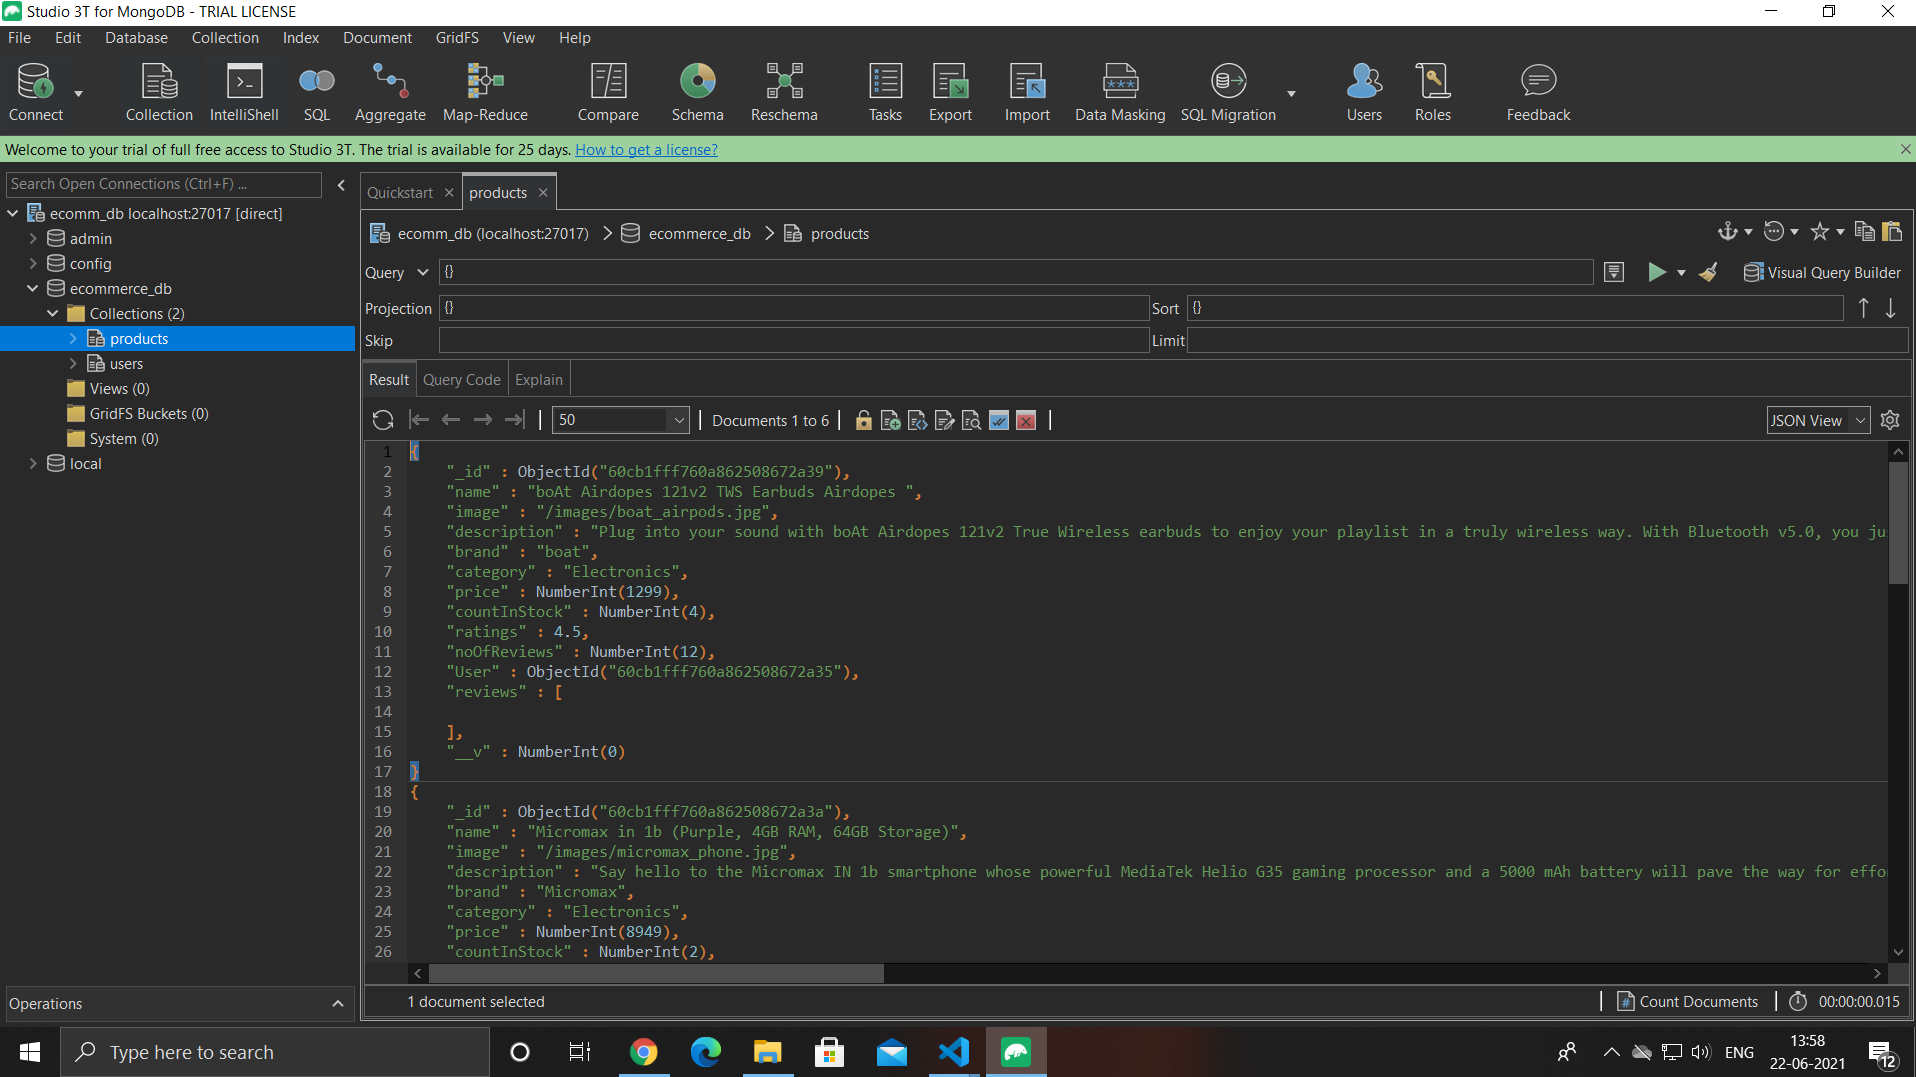 Studio 3T for MongoDB - TRIAL LICENSE
File Edit Database Collection Index Document GridFS View Help
Connect Collection IntelliShell SQL Aggregate Map-Reduce Compare Schema Reschema Tasks Export Import Data Masking SQL Migration Users Roles Feedback
Welcome to your trial of full free access to Studio 3T. The trial is available for 25 days. How to get a license?
Search Open Connections (Ctrl+F) ...
ecomm_db localhost:27017 [direct]
admin
config
ecommerce_db
Collections (2)
products
users
Views (0)
GridFS Buckets (0)
System (0)
local
Operations
Quickstart products
ecomm_db (localhost:27017) ecommerce_db products
Query {} Visual Query Builder
Projection {} Sort {}
Skip Limit
Result Query Code Explain
50 Documents 1 to 6 JSON View
1 {
2 "_id" : ObjectId("60cb1fff760a862508672a39"),
3 "name" : "boAt Airdopes 121v2 TWS Earbuds Airdopes ",
4 "image" : "/images/boat_airpods.jpg",
5 "description" : "Plug into your sound with boAt Airdopes 121v2 True Wireless earbuds to enjoy your playlist in a truly wireless way. With Bluetooth v5.0, you ju
6 "brand" : "boat",
7 "category" : "Electronics",
8 "price" : NumberInt(1299),
9 "countInStock" : NumberInt(4),
10 "ratings" : 4.5,
11 "noOfReviews" : NumberInt(12),
12 "User" : ObjectId("60cb1fff760a862508672a35"),
13 "reviews" : [
14
15 ],
16 "__v" : NumberInt(0)
17 }
18 {
19 "_id" : ObjectId("60cb1fff760a862508672a3a"),
20 "name" : "Micromax in 1b (Purple, 4GB RAM, 64GB Storage)",
21 "image" : "/images/micromax_phone.jpg",
22 "description" : "Say hello to the Micromax IN 1b smartphone whose powerful MediaTek Helio G35 gaming processor and a 5000 mAh battery will pave the way for effo
23 "brand" : "Micromax",
24 "category" : "Electronics",
25 "price" : NumberInt(8949),
26 "countInStock" : NumberInt(2),
1 document selected Count Documents 00:00:00.015
Type here to search ENG 13:58
22-06-2021 12